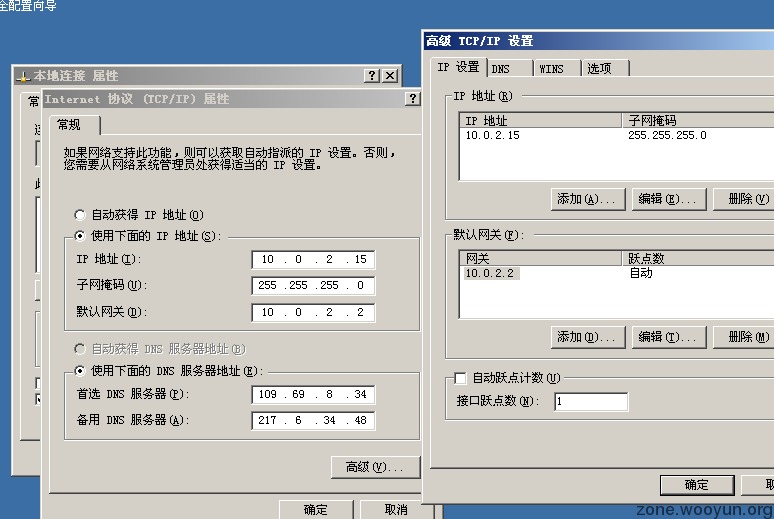 全配置向导
本地连接 属性
Internet 协议 (TCP/IP) 属性
常规
如果网络支持此功能,则可以获取自动指派的 IP 设置。否则,
您需要从网络系统管理员处获得适当的 IP 设置。
自动获得 IP 地址(O)
使用下面的 IP 地址(S):
IP 地址(I): 10 . 0 . 2 . 15
子网掩码(U): 255 .255 .255 . 0
默认网关(D): 10 . 0 . 2 . 2
自动获得 DNS 服务器地址(B)
使用下面的 DNS 服务器地址(E):
首选 DNS 服务器(P): 109 .69 . 8 . 34
备用 DNS 服务器(A): 217 . 6 . 34 . 48
高级(V)...
确定 取消
高级 TCP/IP 设置
IP 设置 DNS WINS 选项
IP 地址(R)
IP 地址 子网掩码
10.0.2.15 255.255.255.0
添加(A)... 编辑(E)... 删除(V)
默认网关(F):
网关 跃点数
10.0.2.2 自动
添加(D)... 编辑(T)... 删除(M)
自动跃点计数(U)
接口跃点数(N): 1
确定
zone.wooyun.org